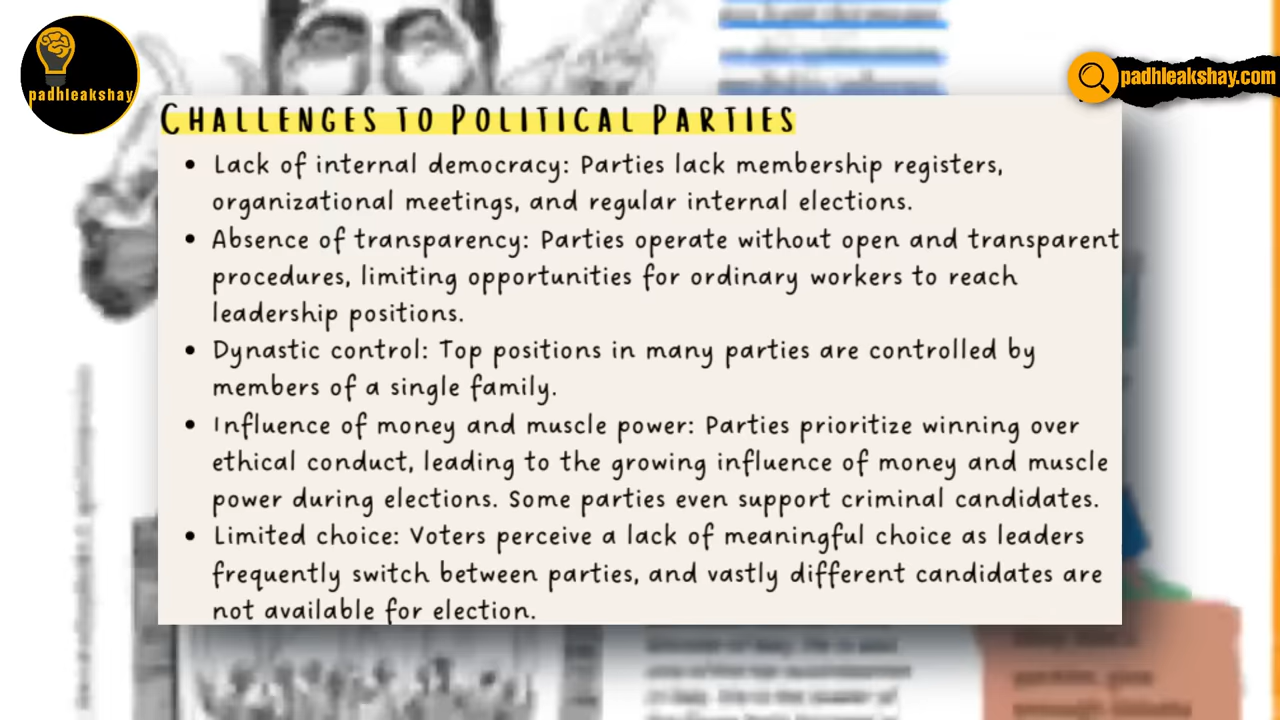 padhleakshay
padhleakshay.com
CHALLENGES TO POLITICAL PARTIES
• Lack of internal democracy: Parties lack membership registers,
organizational meetings, and regular internal elections.
• Absence of transparency: Parties operate without open and transparent
procedures, limiting opportunities for ordinary workers to reach
leadership positions.
• Dynastic control: Top positions in many parties are controlled by
members of a single family.
• Influence of money and muscle power: Parties prioritize winning over
ethical conduct, leading to the growing influence of money and muscle
power during elections. Some parties even support criminal candidates.
• Limited choice: Voters perceive a lack of meaningful choice as leaders
frequently switch between parties, and vastly different candidates are
not available for election.